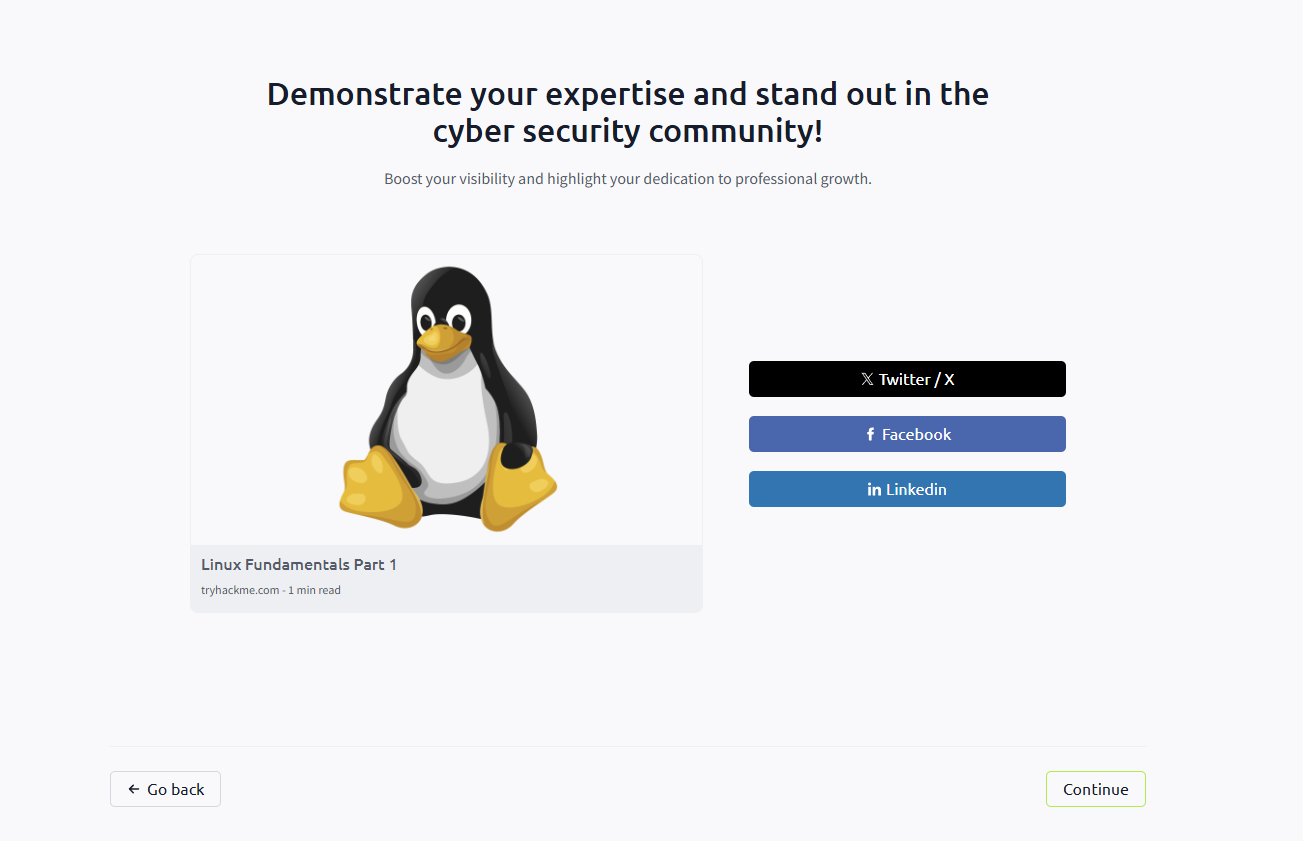 Demonstrate your expertise and stand out in the
cyber security community!
Boost your visibility and highlight your dedication to professional growth.
𝕏 Twitter / X
Facebook
Linkedin
Linux Fundamentals Part 1
tryhackme.com - 1 min read
← Go back
Continue